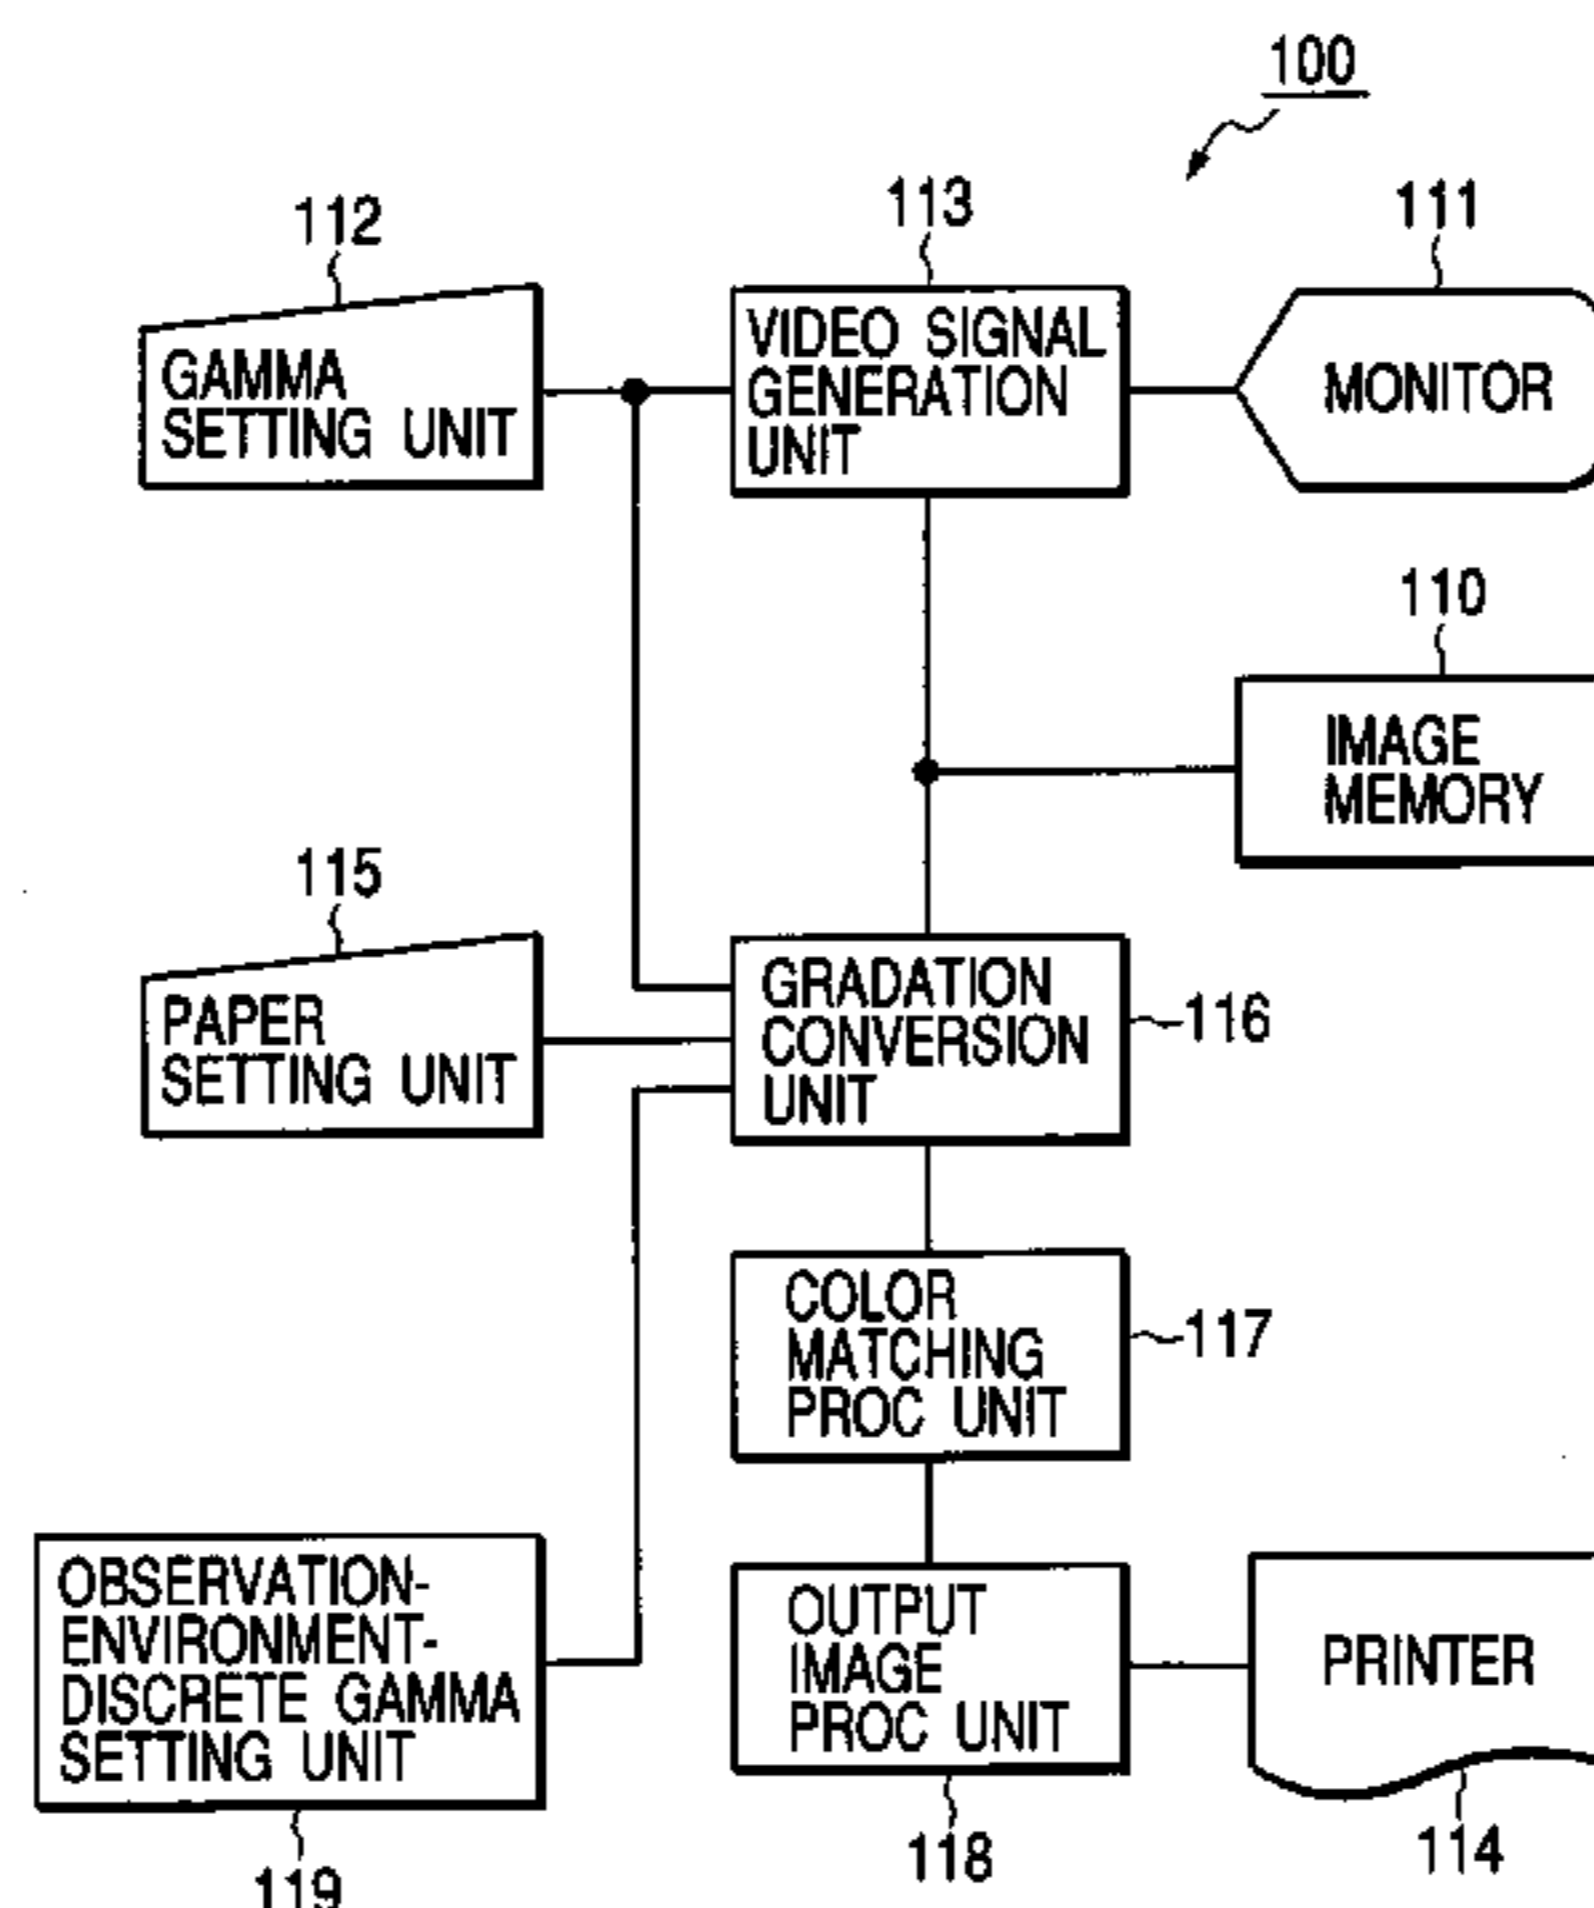 100
112
113
111
GAMMA
SETTING UNIT
VIDEO SIGNAL
GENERATION
UNIT
MONITOR
110
IMAGE
MEMORY
115
PAPER
SETTING UNIT
GRADATION
CONVERSION
UNIT
116
COLOR
MATCHING
PROC UNIT
117
OBSERVATION-
ENVIRONMENT-
DISCRETE GAMMA
SETTING UNIT
OUTPUT
IMAGE
PROC UNIT
PRINTER
119
118
114